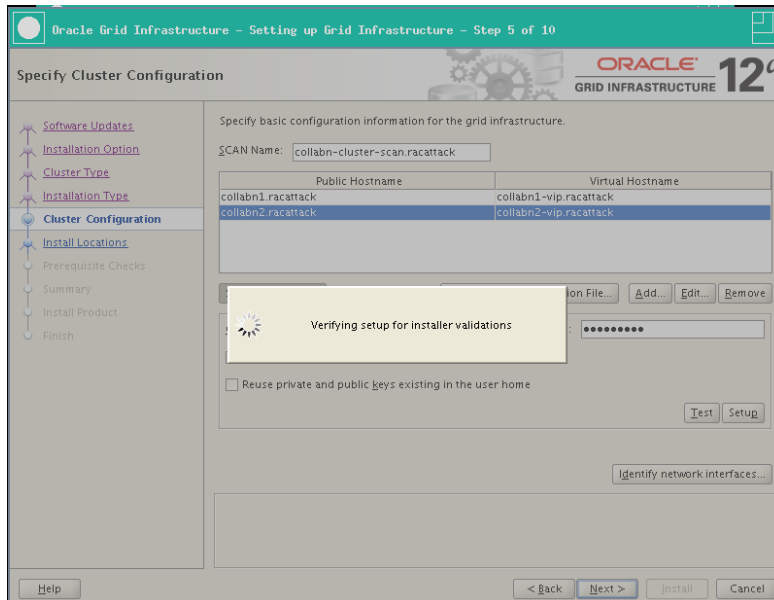 Oracle Grid Infrastructure - Setting up Grid Infrastructure - Step 5 of 10
Specify Cluster Configuration
ORACLE
GRID INFRASTRUCTURE
12c
Software Updates
Installation Option
Cluster Type
Installation Type
Cluster Configuration
Install Locations
Prerequisite Checks
Summary
Install Product
Finish
Specify basic configuration information for the grid infrastructure.
SCAN Name: collabn-cluster-scan.racattack
Public Hostname Virtual Hostname
collabn1.racattack collabn1-vip.racattack
collabn2.racattack collabn2-vip.racattack
ion File... Add... Edit... Remove
Verifying setup for installer validations
: •••••••••
Reuse private and public keys existing in the user home
Test Setup
Identify network interfaces...
Help < Back Next > Install Cancel